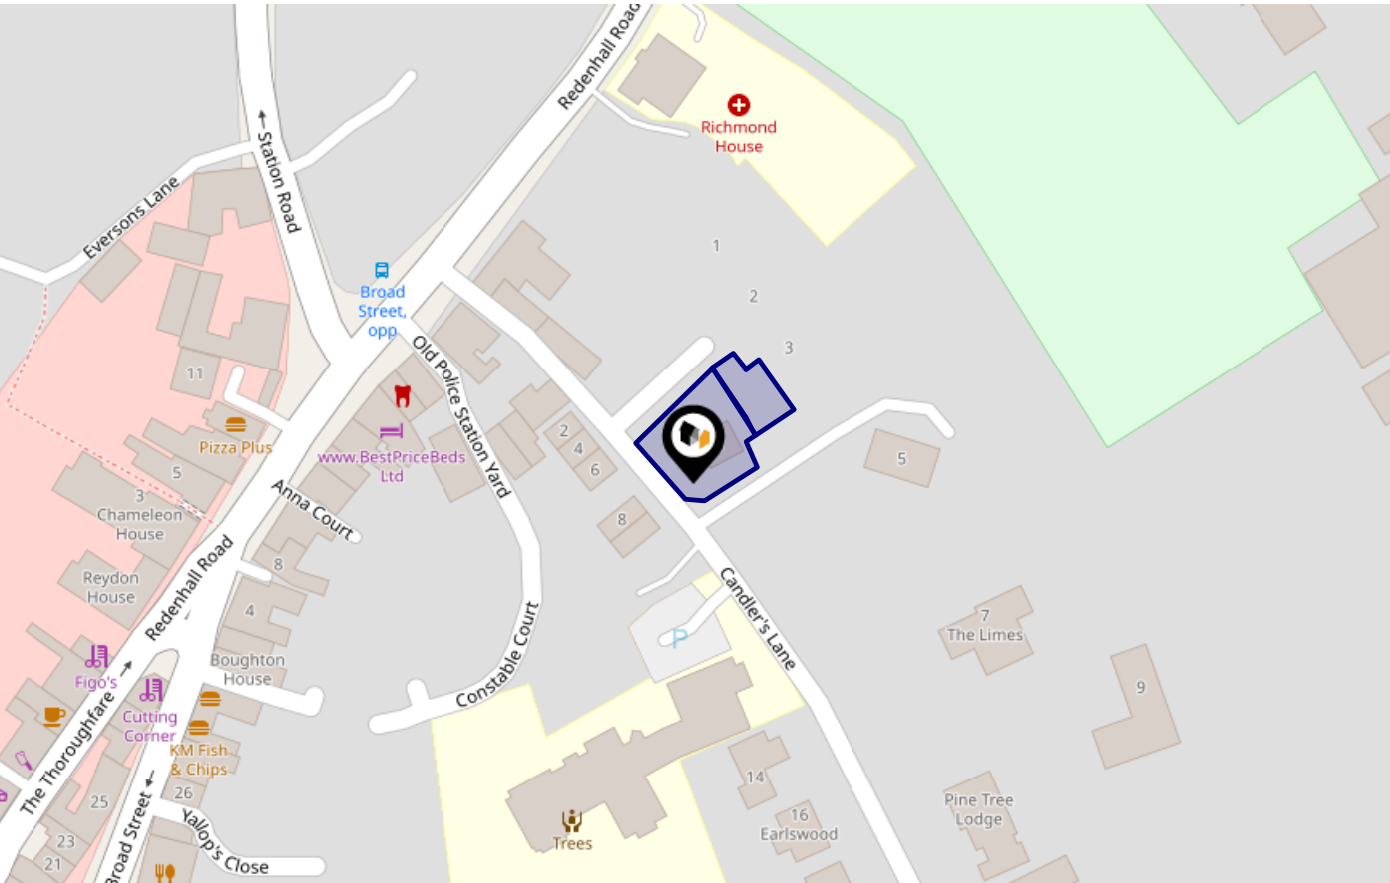 Redenhall Road
Richmond
House
Station Road
Eversons Lane
1
2
3
Broad
Street,
opp
Old Police Station Yard
11
Pizza Plus
www.BestPriceBeds
Ltd
2
4
6
5
5
3
Chameleon
House
Anna Court
8
8
Reydon
House
Redenhall Road
4
Candler's Lane
7
The Limes
P
Constable Court
Boughton
House
Figo's
Cutting
Corner
9
The Thoroughfare
KM Fish
& Chips
14
26
25
Broad Street
Yallop's Close
Pine Tree
Lodge
16
Earlswood
Trees
23
21